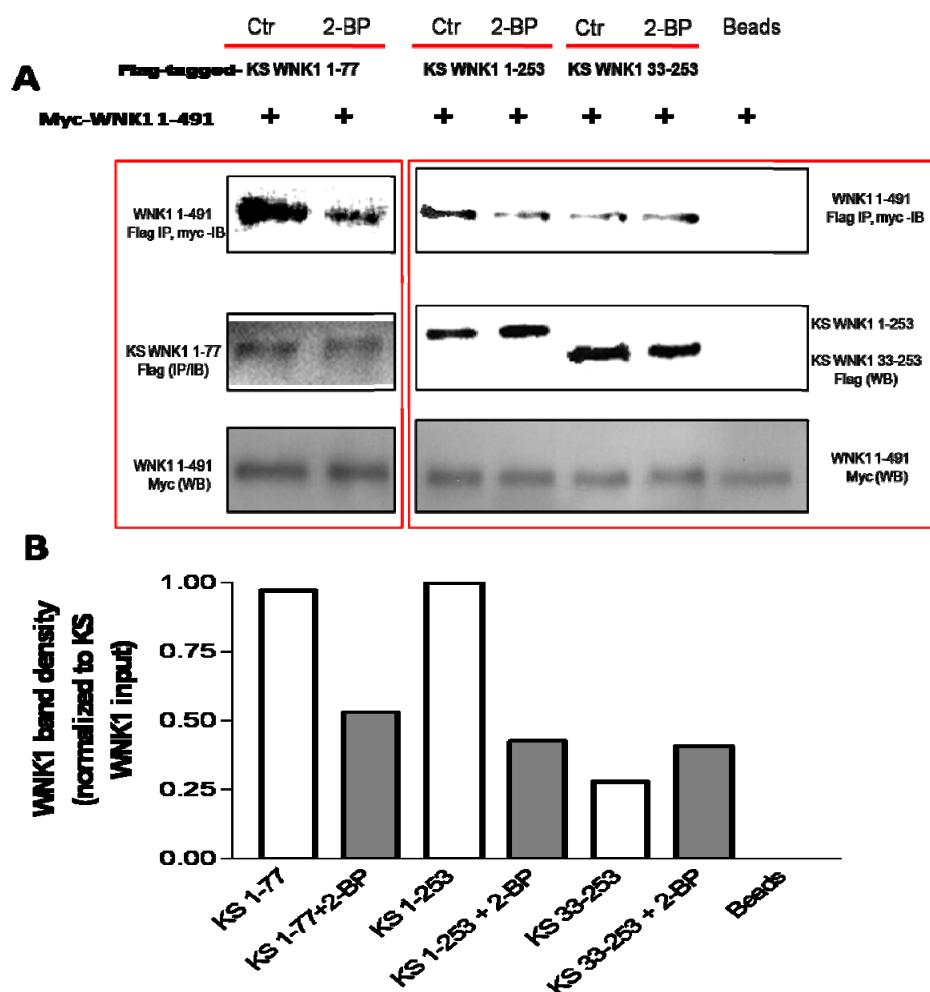 Ctr 2-BP Ctr 2-BP Ctr 2-BP Beads
Flag-tagged- KS WNK1 1-77 KS WNK1 1-253 KS WNK1 33-253
A
Myc-WNK1 1-491 + + + + + + +
WNK1 1-491
Flag IP, myc -IB
WNK1 1-491
Flag IP, myc -IB
KS WNK1 1-77
Flag (IP/IB)
KS WNK1 1-253
KS WNK1 33-253
Flag (WB)
WNK1 1-491
Myc (WB)
WNK1 1-491
Myc (WB)
B
WNK1 band density
(normalized to KS
WNK1 input)
1.00
0.75
0.50
0.25
0.00
KS 1-77
KS 1-77+2-BP
KS 1-253
KS 1-253 + 2-BP
KS 33-253
KS 33-253 + 2-BP
Beads